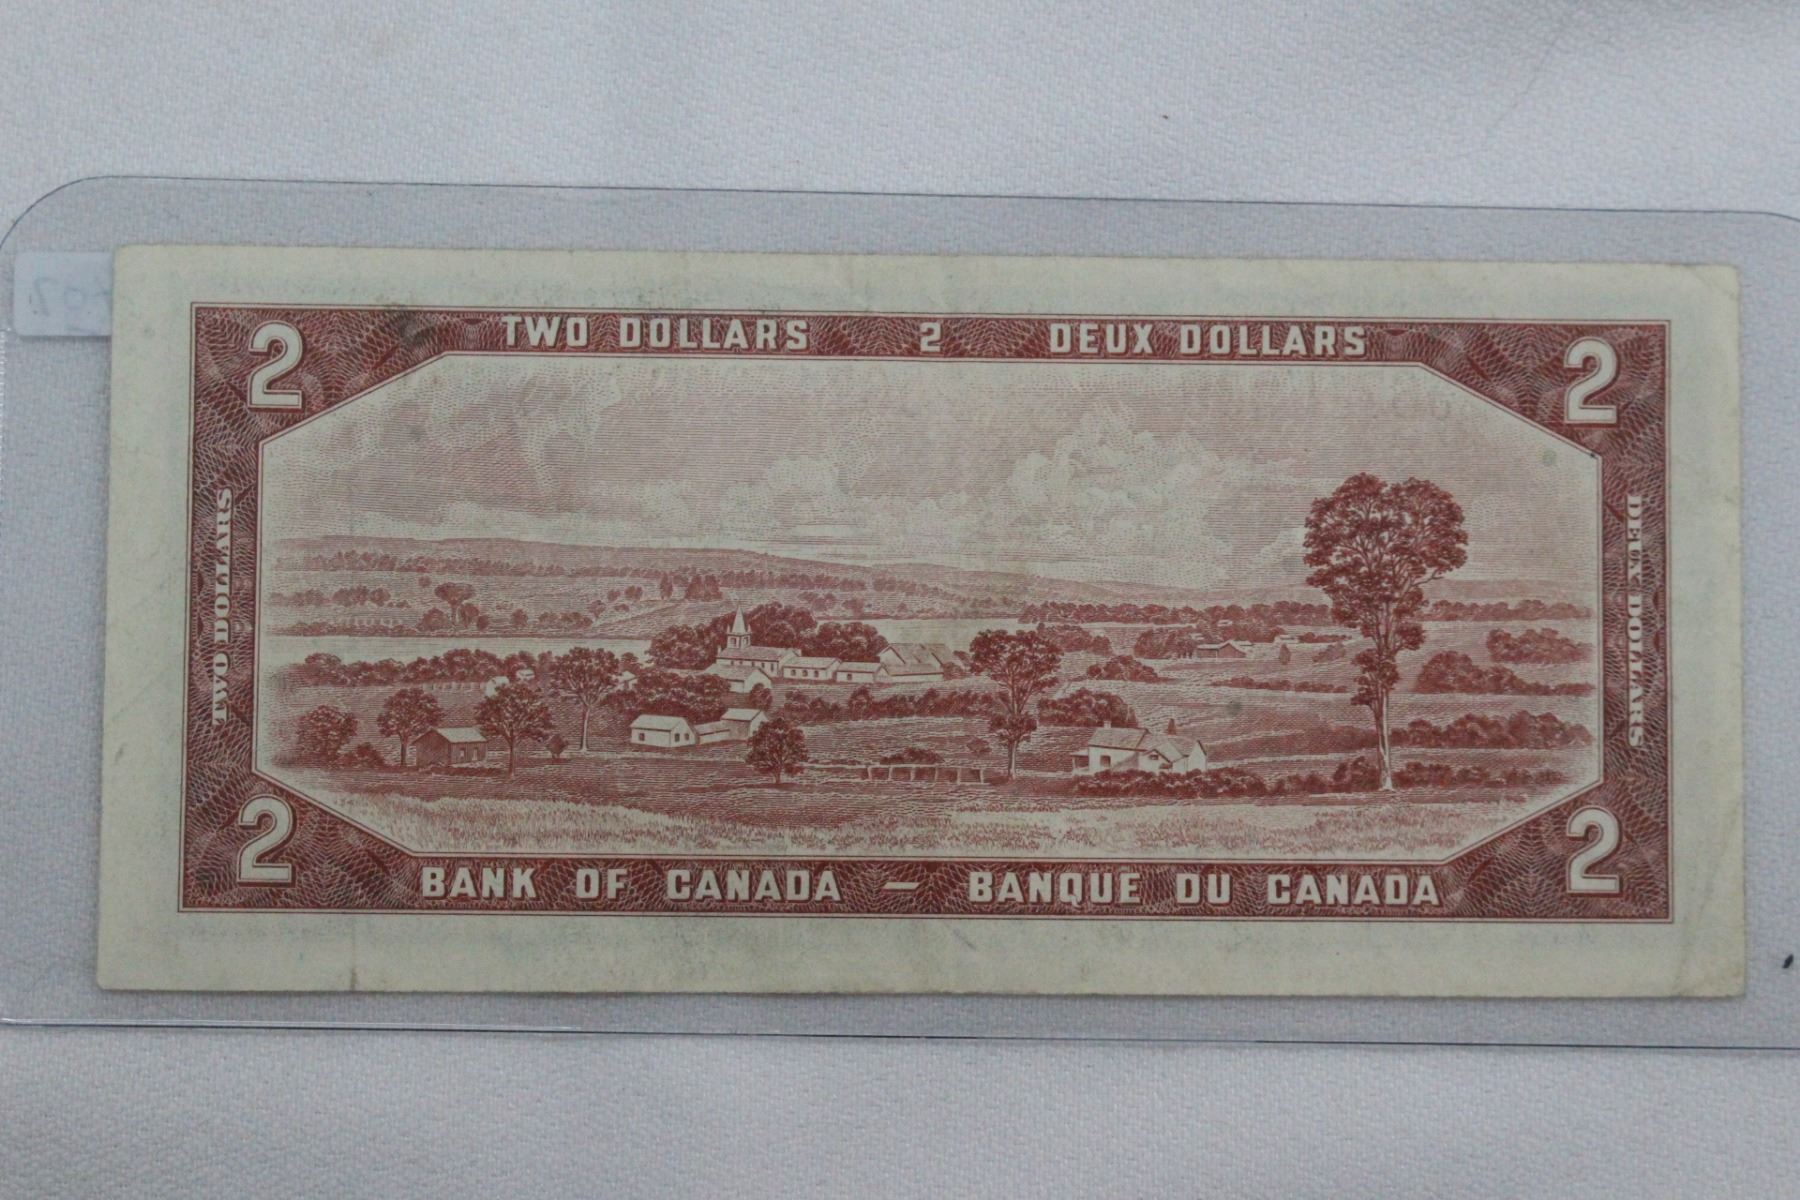 TWO DOLLARS 2 DEUX DOLLARS
2 2
TWO DOLLARS
DEUX DOLLARS
2 2
BANK OF CANADA — BANQUE DU CANADA